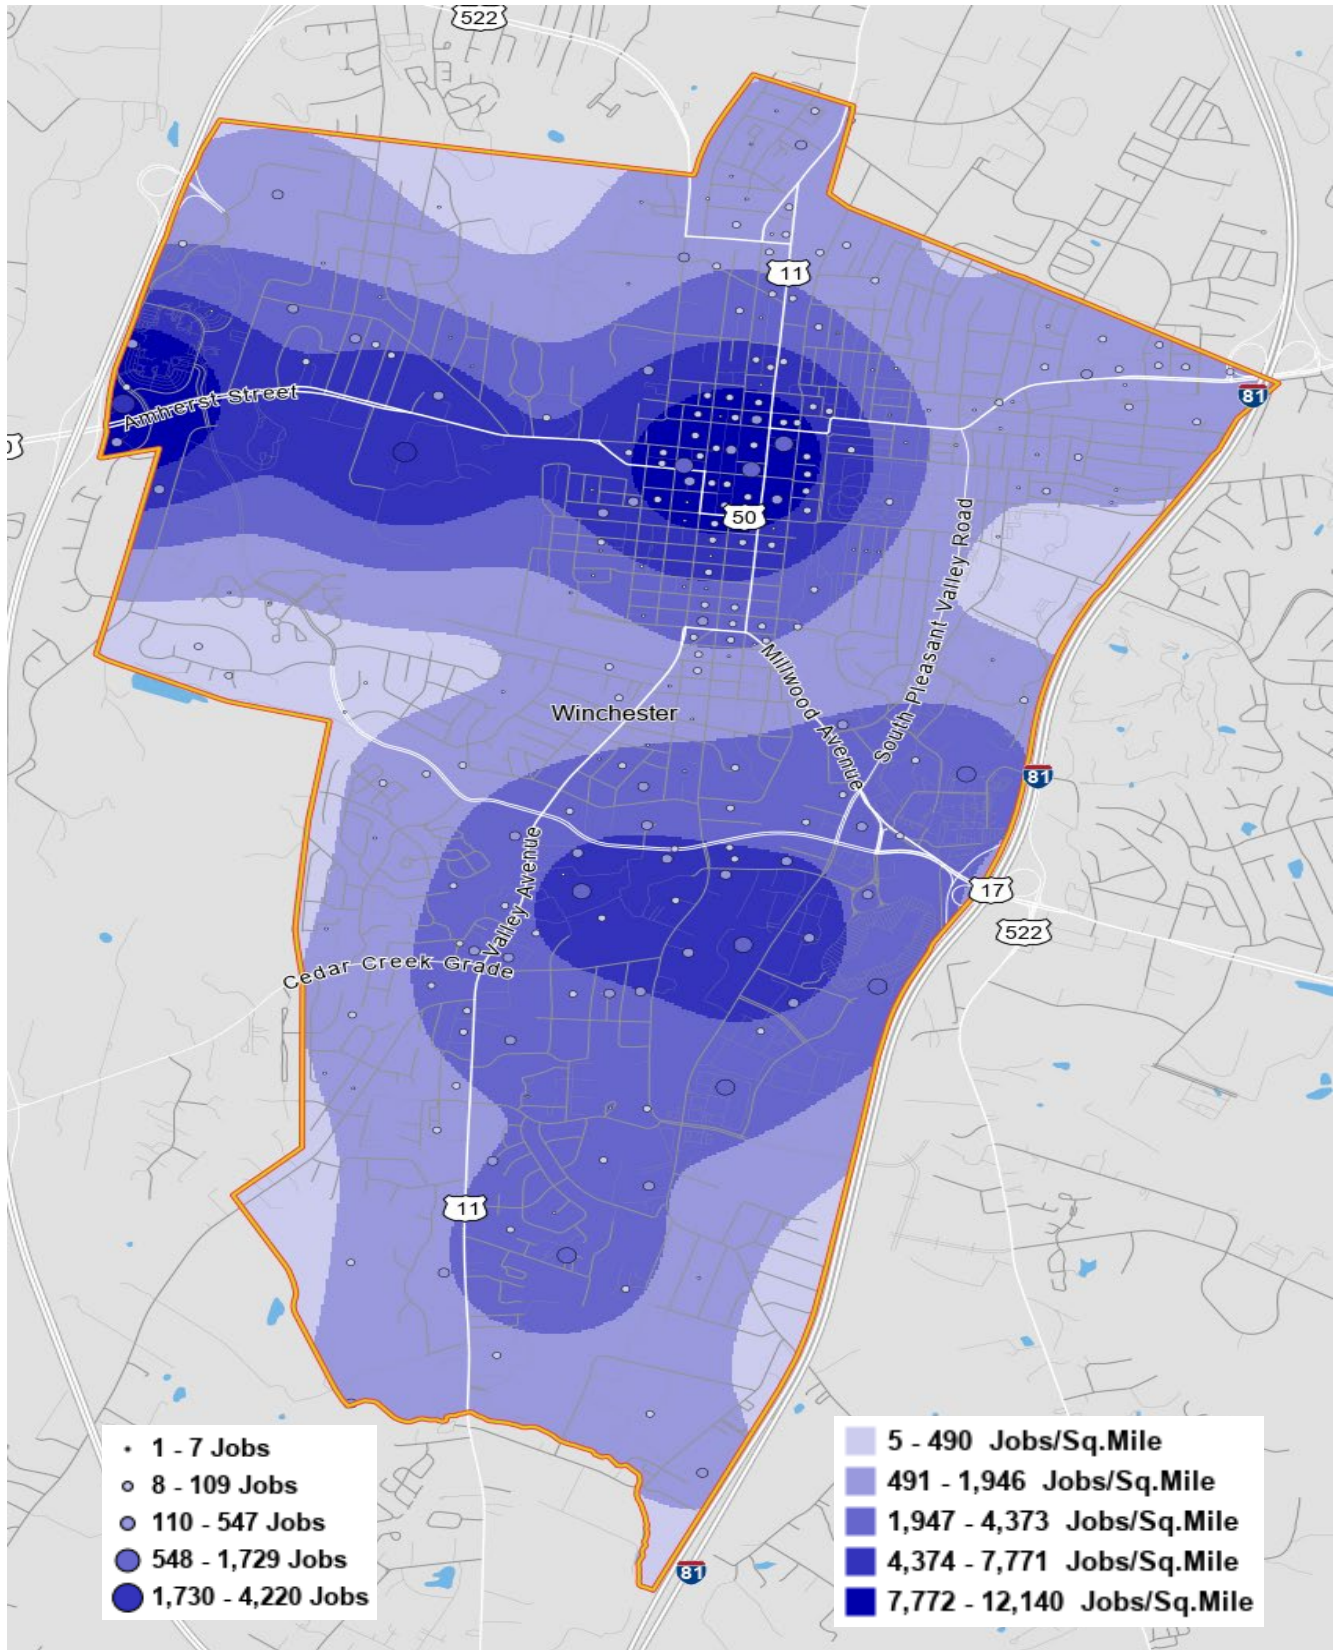 522
11
81
Amherst Street
50
South Pleasant Valley Road
Millwood Avenue
Winchester
81
Valley Avenue
17
522
Cedar Creek Grade
11
81
1 - 7 Jobs
8 - 109 Jobs
110 - 547 Jobs
548 - 1,729 Jobs
1,730 - 4,220 Jobs
5 - 490 Jobs/Sq.Mile
491 - 1,946 Jobs/Sq.Mile
1,947 - 4,373 Jobs/Sq.Mile
4,374 - 7,771 Jobs/Sq.Mile
7,772 - 12,140 Jobs/Sq.Mile